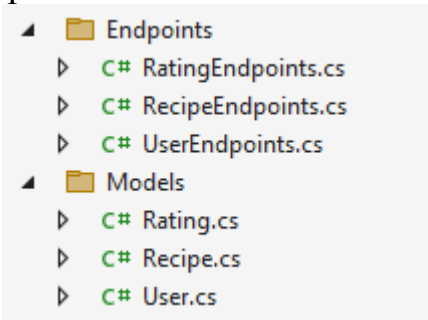 Endpoints
C# RatingEndpoints.cs
C# RecipeEndpoints.cs
C# UserEndpoints.cs
Models
C# Rating.cs
C# Recipe.cs
C# User.cs